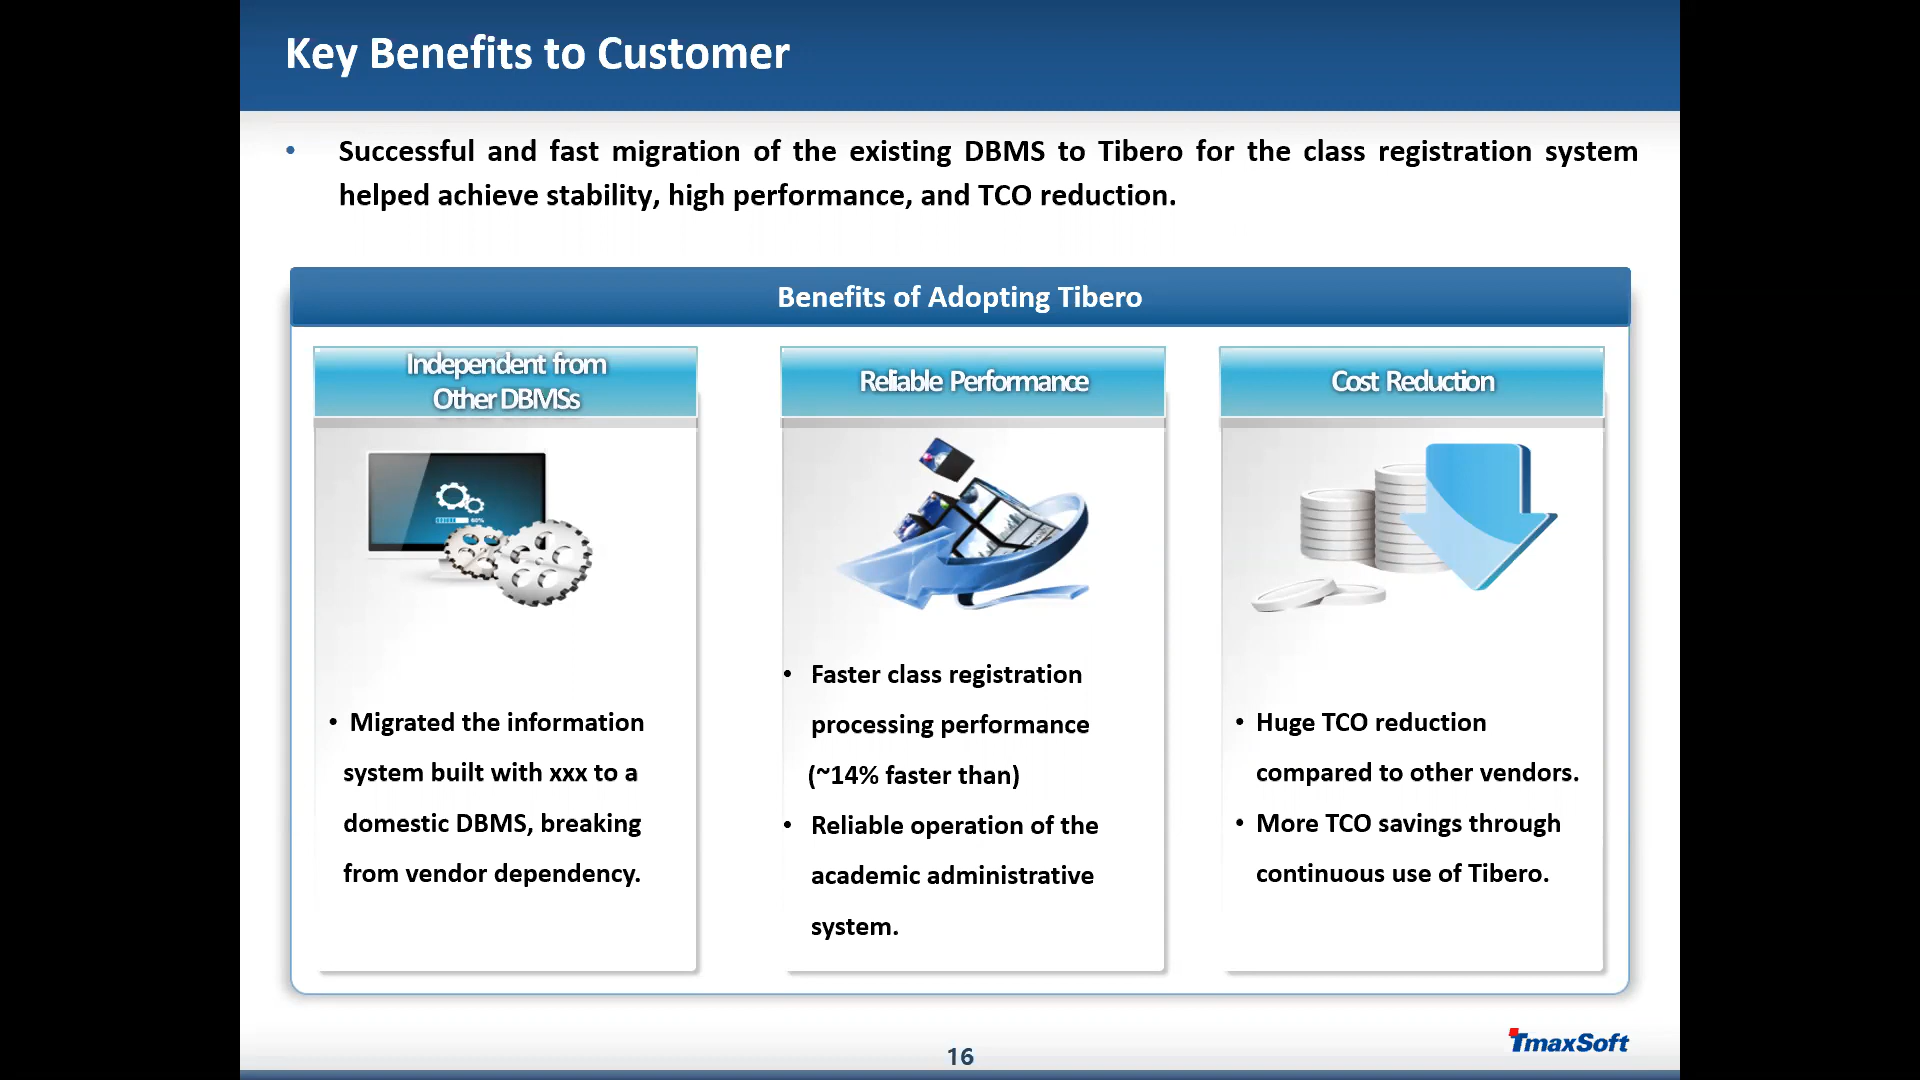 Key Benefits to Customer
• Successful and fast migration of the existing DBMS to Tibero for the class registration system
helped achieve stability, high performance, and TCO reduction.
Benefits of Adopting Tibero
Independent from
Other DBMSs
60%
• Migrated the information
system built with xxx to a
domestic DBMS, breaking
from vendor dependency.
Reliable Performance
• Faster class registration
processing performance
(~14% faster than)
• Reliable operation of the
academic administrative
system.
Cost Reduction
• Huge TCO reduction
compared to other vendors.
• More TCO savings through
continuous use of Tibero.
16
TmaxSoft